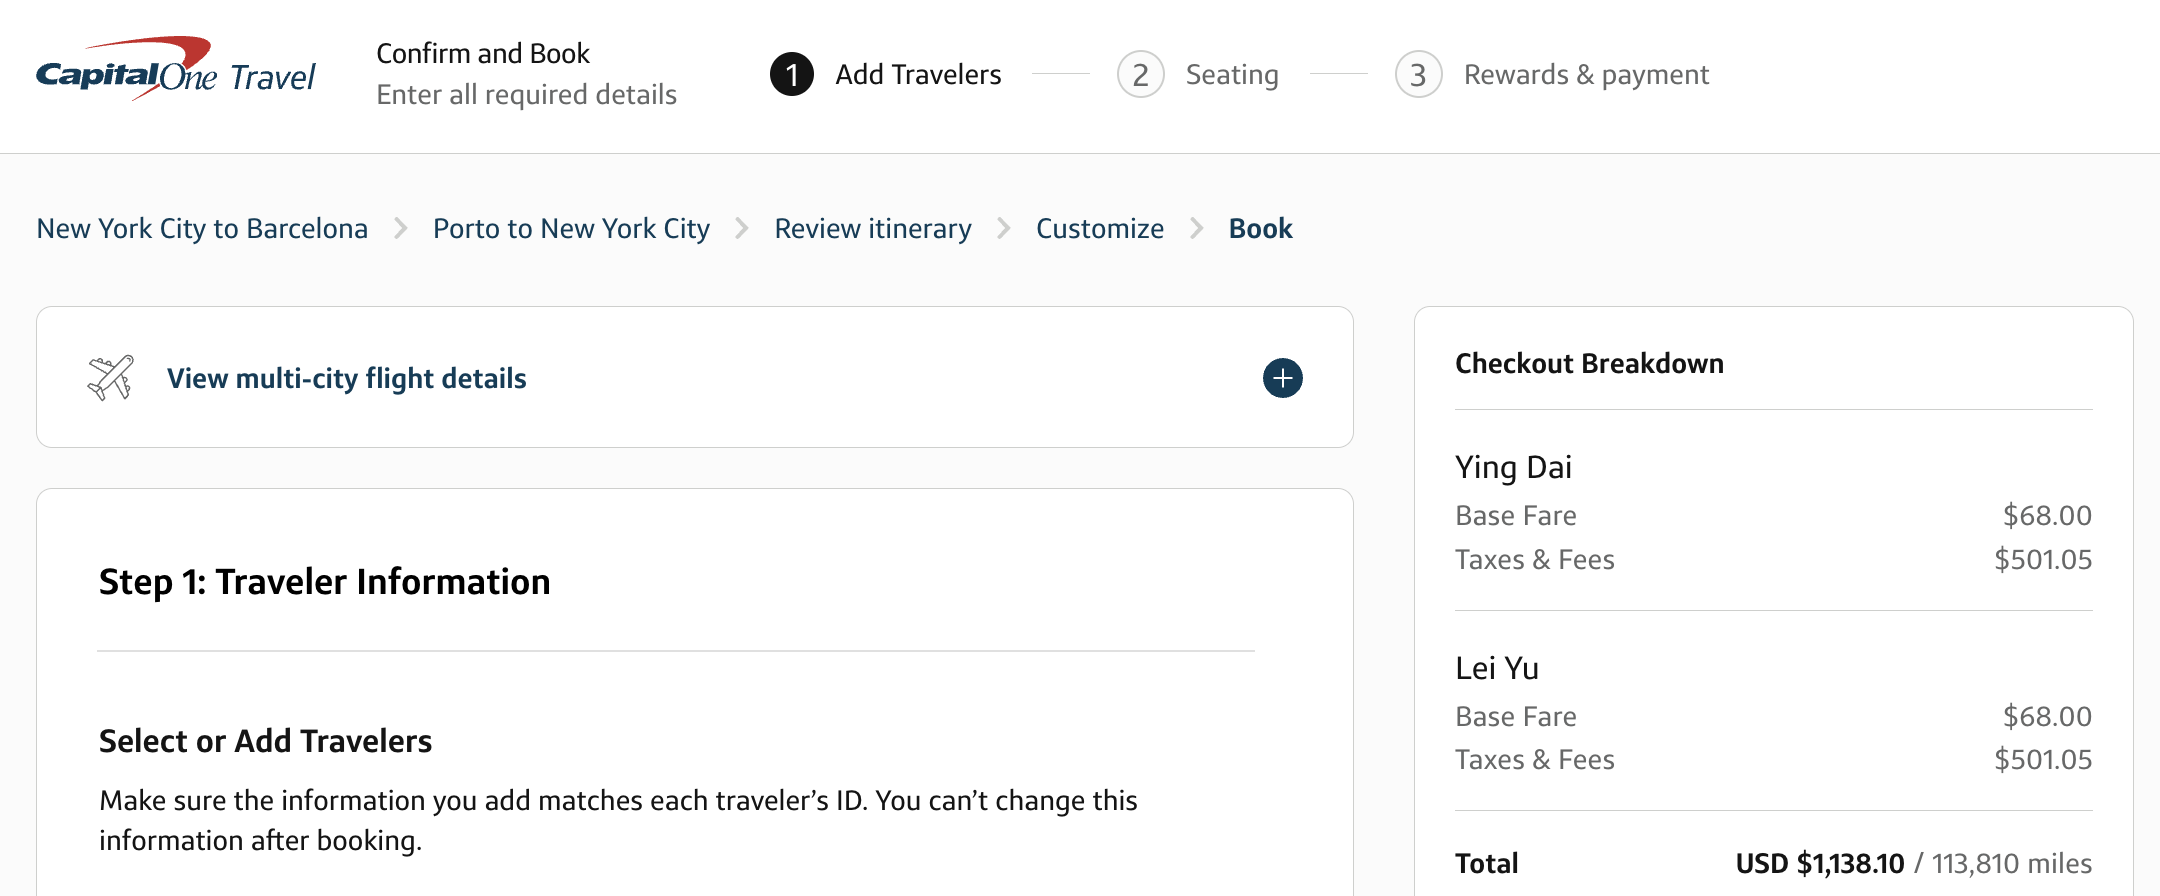 CapitalOne Travel
Confirm and Book
Enter all required details
1 Add Travelers
2 Seating
3 Rewards & payment
New York City to Barcelona > Porto to New York City > Review itinerary > Customize > Book
View multi-city flight details
Step 1: Traveler Information
Select or Add Travelers
Make sure the information you add matches each traveler’s ID. You can’t change this
information after booking.
Checkout Breakdown
Ying Dai
Base Fare $68.00
Taxes & Fees $501.05
Lei Yu
Base Fare $68.00
Taxes & Fees $501.05
Total USD $1,138.10 / 113,810 miles